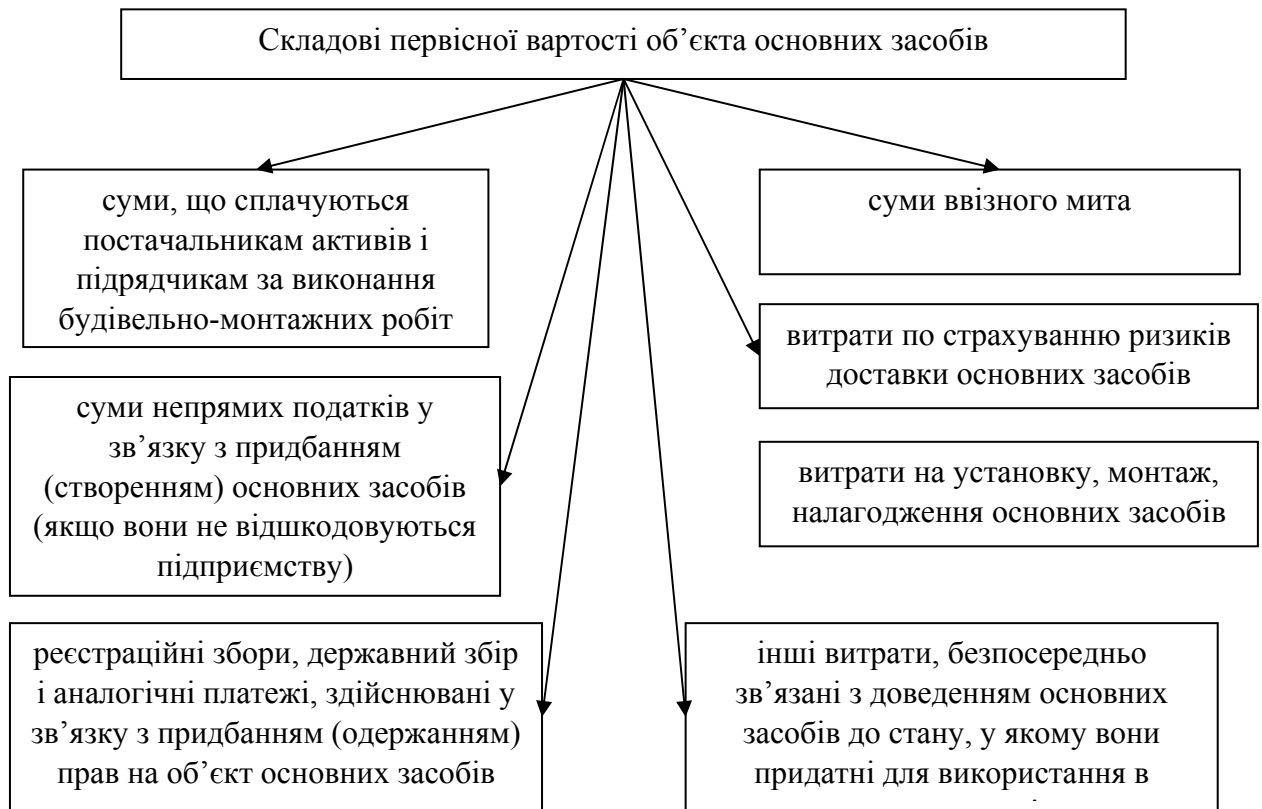 Складові первісної вартості об’єкта основних засобів
суми, що сплачуються
постачальникам активів і
підрядчикам за виконання
будівельно-монтажних робіт
суми ввізного мита
витрати по страхуванню ризиків
доставки основних засобів
суми непрямих податків у
зв’язку з придбанням
(створенням) основних засобів
(якщо вони не відшкодовуються
підприємству)
витрати на установку, монтаж,
налагодження основних засобів
реєстраційні збори, державний збір
і аналогічні платежі, здійснювані у
зв’язку з придбанням (одержанням)
прав на об’єкт основних засобів
інші витрати, безпосередньо
зв’язані з доведенням основних
засобів до стану, у якому вони
придатні для використання в